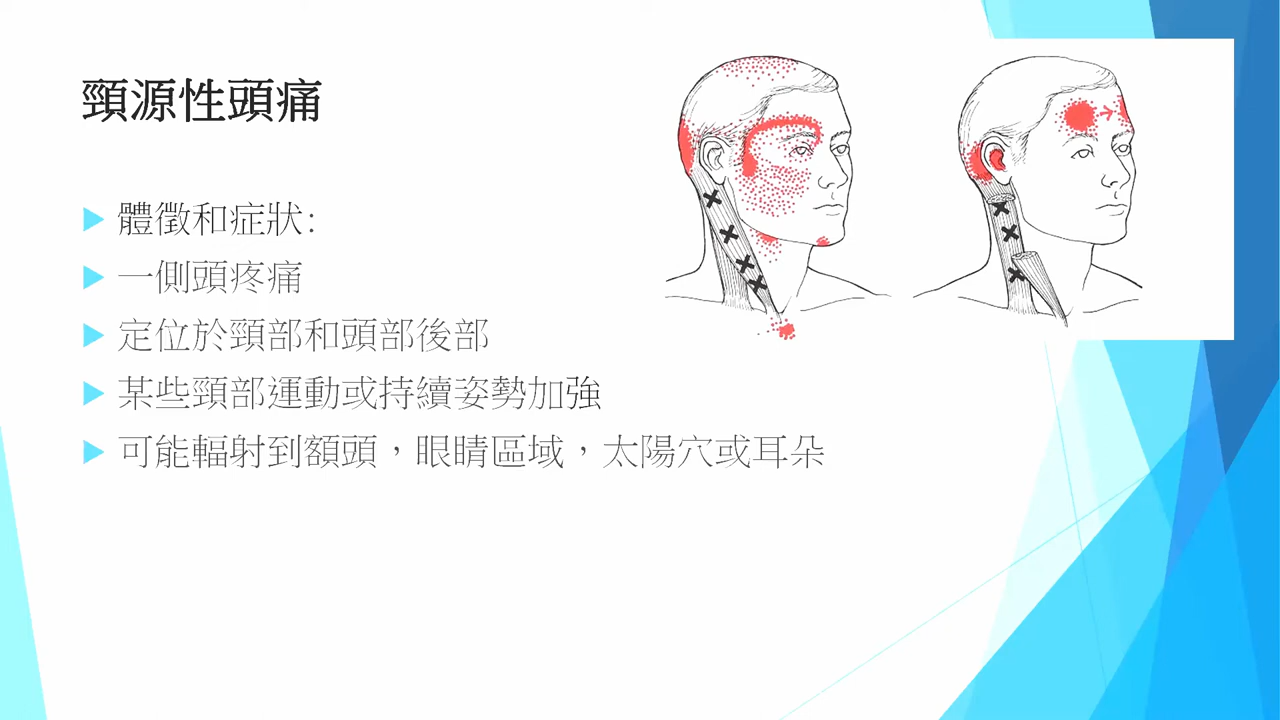 頸源性頭痛
體徵和症狀:
一側頭疼痛
定位於頸部和頭部後部
某些頸部運動或持續姿勢加強
可能輻射到額頭，眼睛區域，太陽穴或耳朵